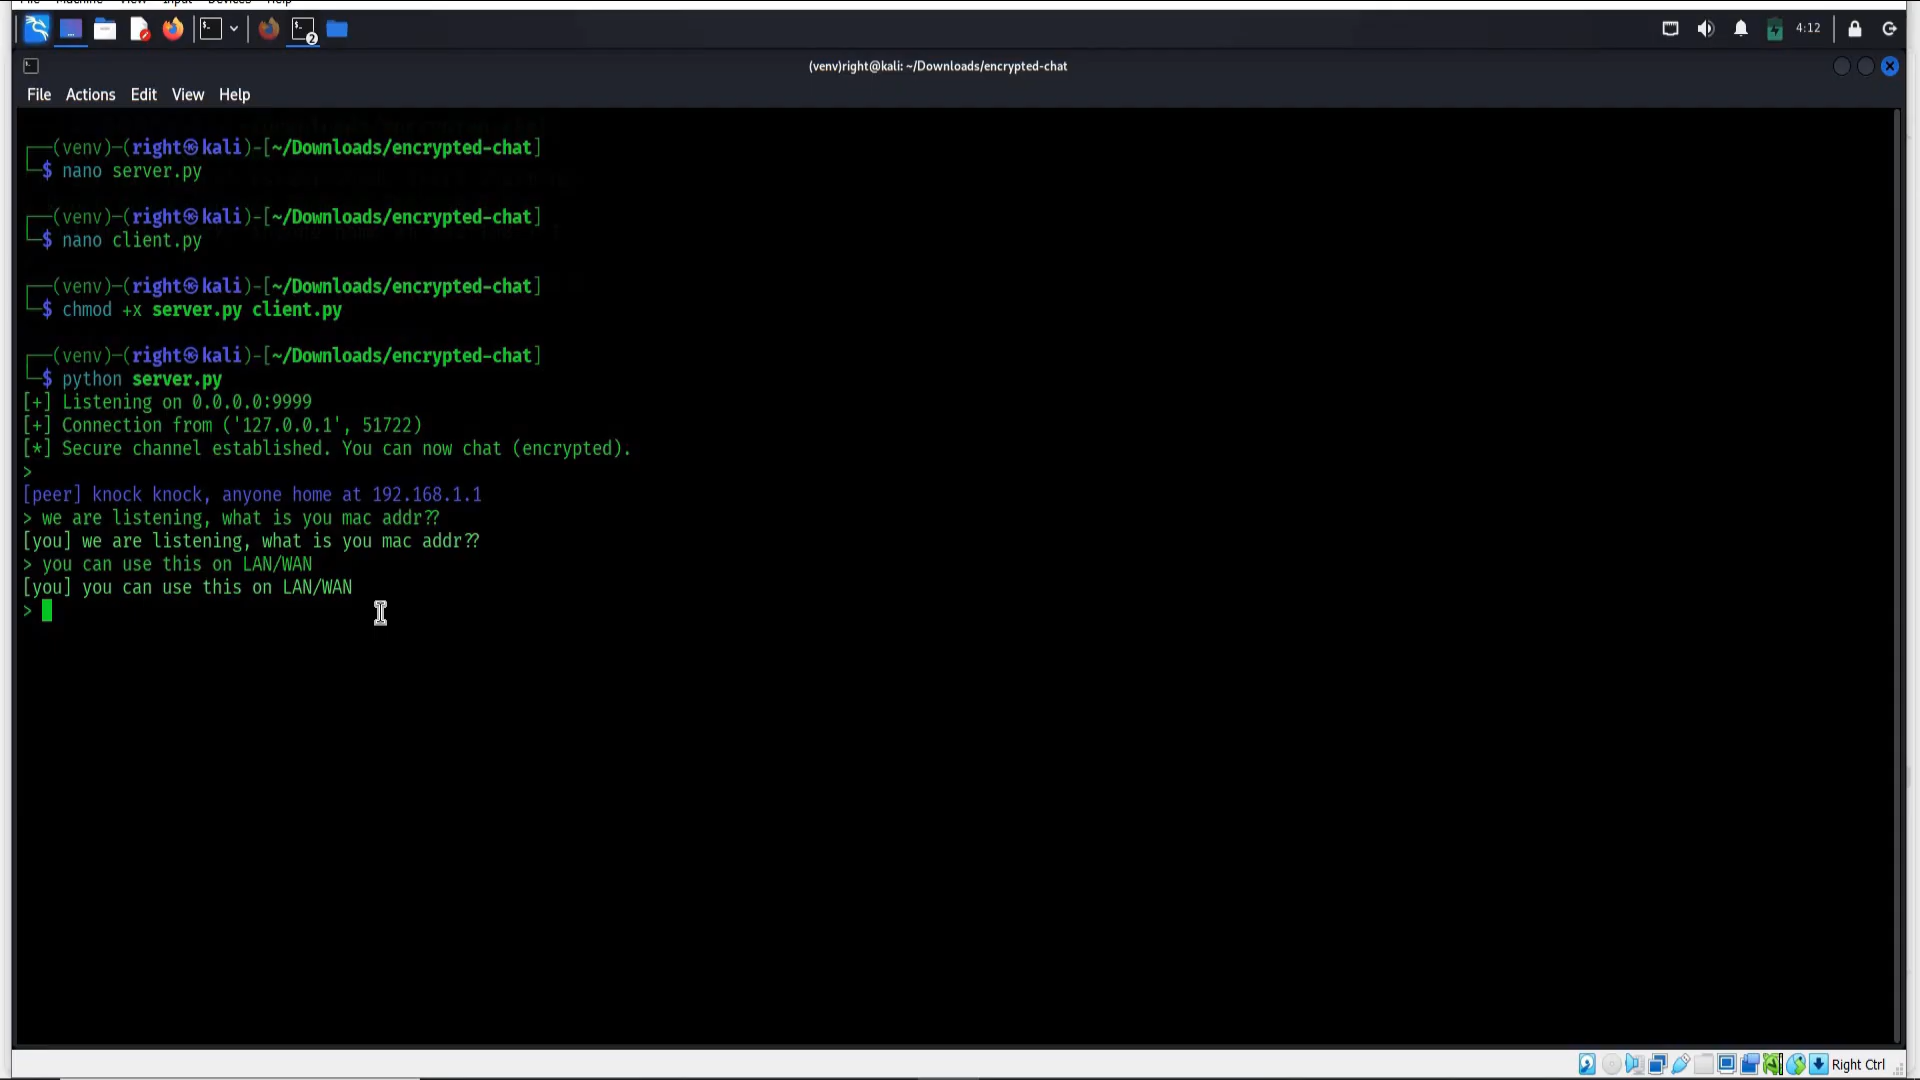 File Machine View Input Devices Help
2
4:12
(venv)right@kali: ~/Downloads/encrypted-chat
File Actions Edit View Help
┌──(venv)─(right㉿kali)-[~/Downloads/encrypted-chat]
└─$ nano server.py
┌──(venv)─(right㉿kali)-[~/Downloads/encrypted-chat]
└─$ nano client.py
┌──(venv)─(right㉿kali)-[~/Downloads/encrypted-chat]
└─$ chmod +x server.py client.py
┌──(venv)─(right㉿kali)-[~/Downloads/encrypted-chat]
└─$ python server.py
[+] Listening on 0.0.0.0:9999
[+] Connection from ('127.0.0.1', 51722)
[*] Secure channel established. You can now chat (encrypted).
>
[peer] knock knock, anyone home at 192.168.1.1
> we are listening, what is you mac addr??
[you] we are listening, what is you mac addr??
> you can use this on LAN/WAN
[you] you can use this on LAN/WAN
>
Right Ctrl